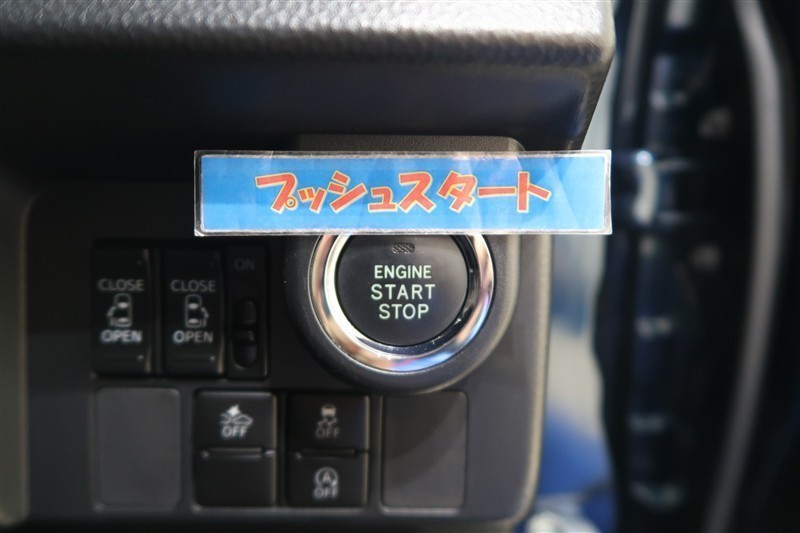 プッシュスタート
ENGINE
START
STOP
CLOSE
OPEN
CLOSE
OPEN
ON
OFF
OFF
A
OFF